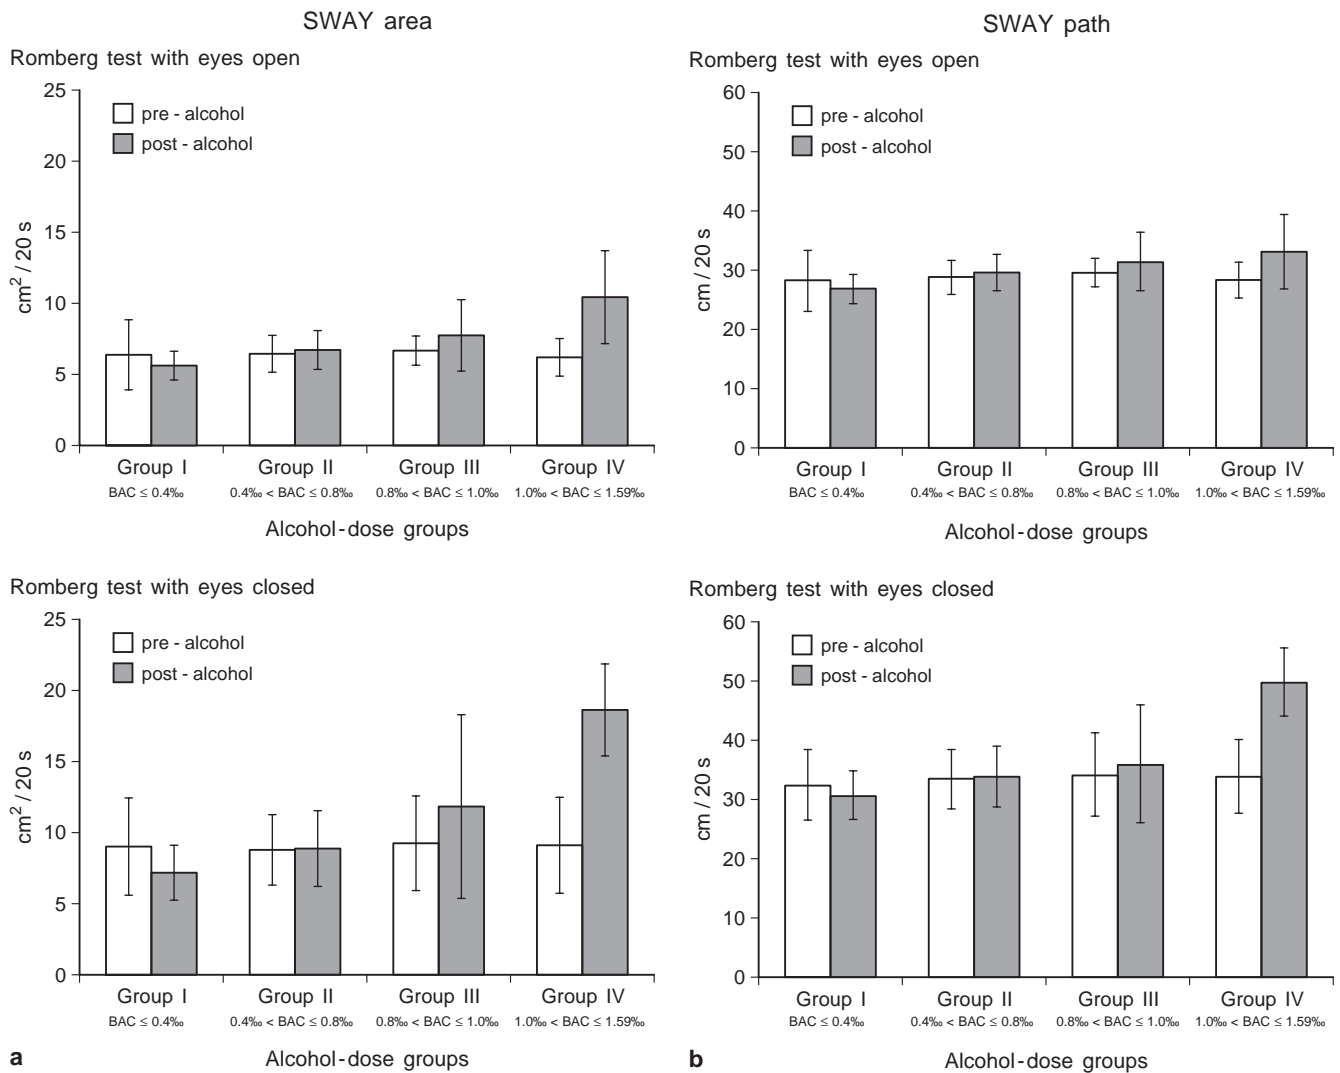 SWAY area
Romberg test with eyes open
25
20
15
10
5
0
cm² / 20 s
pre - alcohol
post - alcohol
Group I
Group II
Group III
Group IV
BAC ≤ 0.4‰
0.4‰ < BAC ≤ 0.8‰
0.8‰ < BAC ≤ 1.0‰
1.0‰ < BAC ≤ 1.59‰
Alcohol-dose groups
Romberg test with eyes closed
25
20
15
10
5
0
cm² / 20 s
pre - alcohol
post - alcohol
Group I
Group II
Group III
Group IV
BAC ≤ 0.4‰
0.4‰ < BAC ≤ 0.8‰
0.8‰ < BAC ≤ 1.0‰
1.0‰ < BAC ≤ 1.59‰
a
Alcohol-dose groups
SWAY path
Romberg test with eyes open
60
50
40
30
20
10
0
cm / 20 s
pre - alcohol
post - alcohol
Group I
Group II
Group III
Group IV
BAC ≤ 0.4‰
0.4‰ < BAC ≤ 0.8‰
0.8‰ < BAC ≤ 1.0‰
1.0‰ < BAC ≤ 1.59‰
Alcohol-dose groups
Romberg test with eyes closed
60
50
40
30
20
10
0
cm / 20 s
pre - alcohol
post - alcohol
Group I
Group II
Group III
Group IV
BAC ≤ 0.4‰
0.4‰ < BAC ≤ 0.8‰
0.8‰ < BAC ≤ 1.0‰
1.0‰ < BAC ≤ 1.59‰
b
Alcohol-dose groups